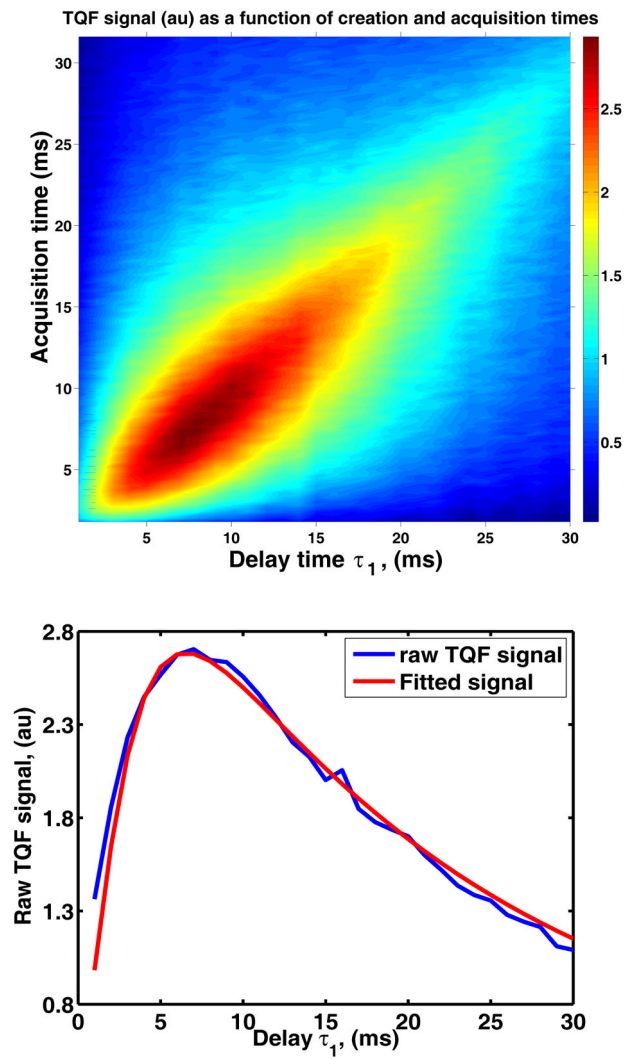 TQF signal (au) as a function of creation and acquisition times
30
25
20
15
10
5
Acquisition time (ms)
2.5
2
1.5
1
0.5
5 10 15 20 25 30
Delay time τ1, (ms)
2.8
2.3
1.8
1.3
0.8
Raw TQF signal, (au)
raw TQF signal
Fitted signal
0 5 10 15 20 25 30
Delay τ1, (ms)